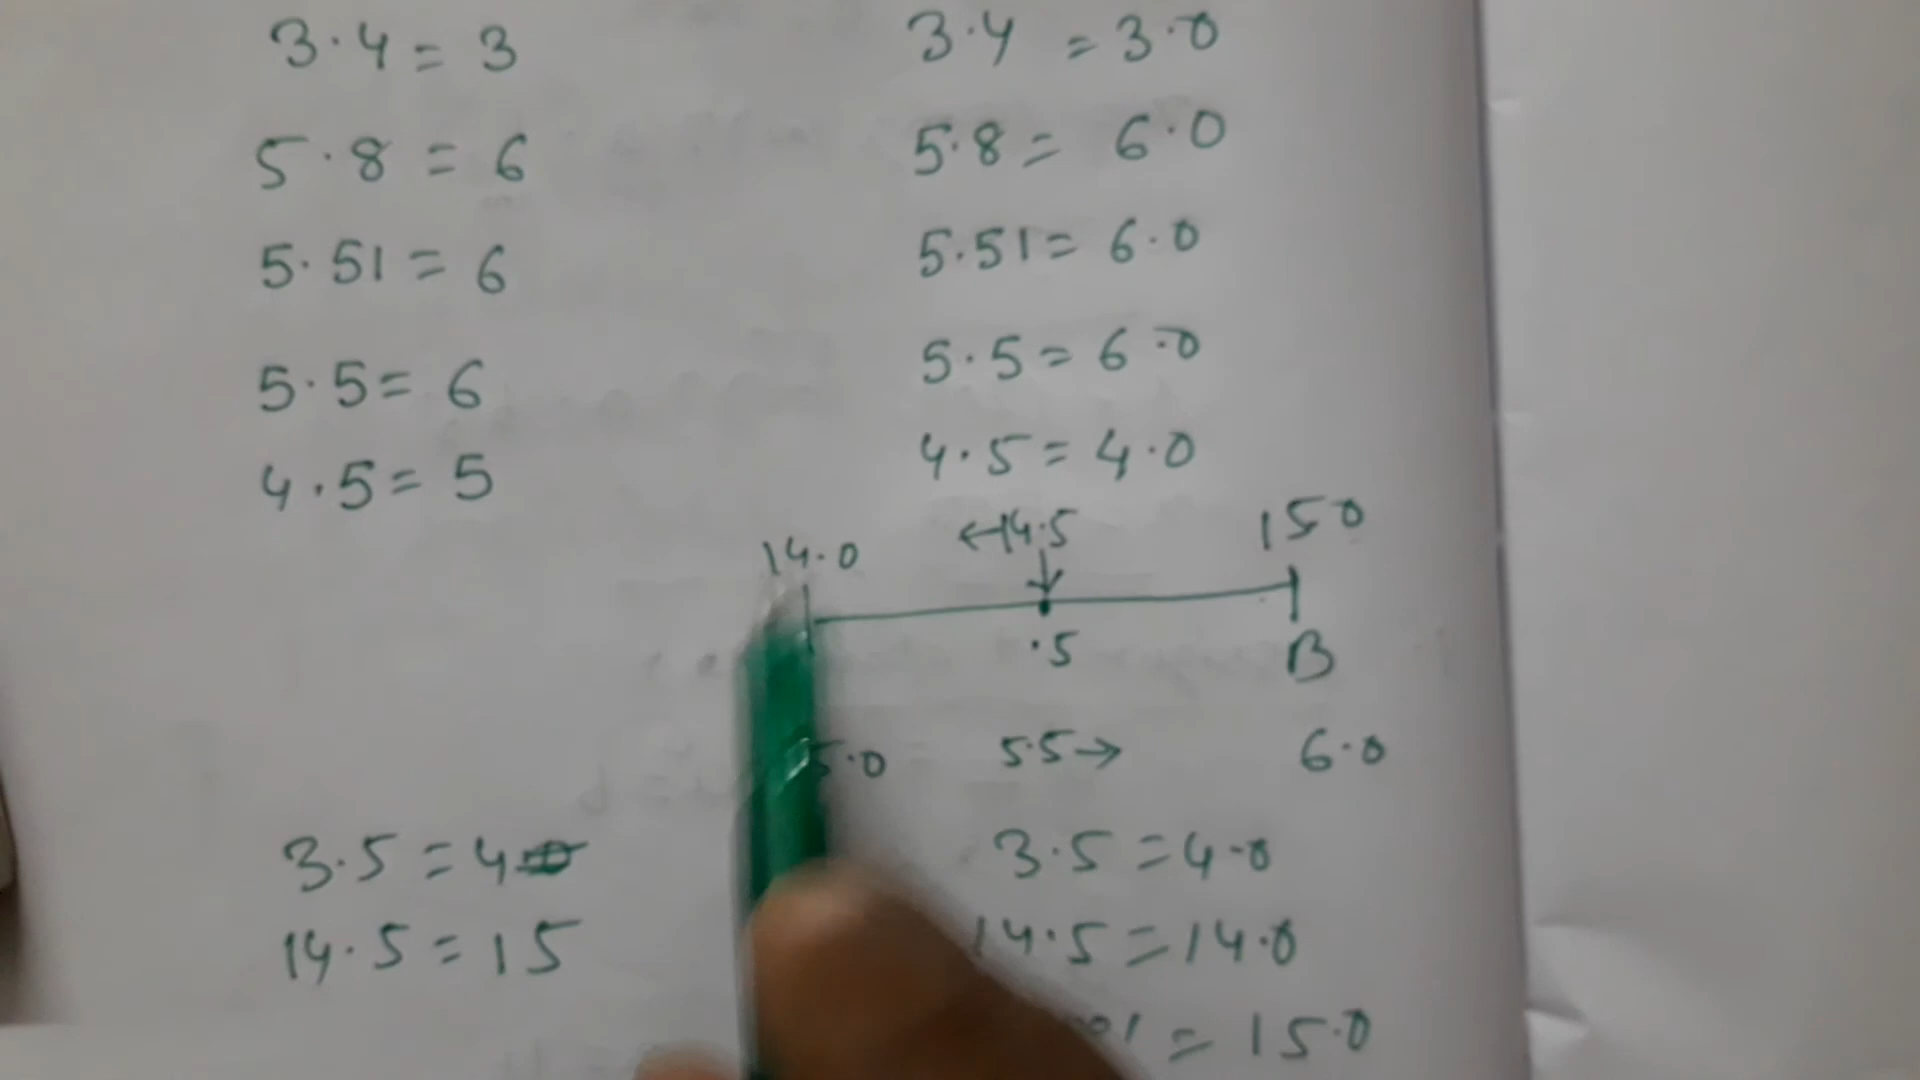 3.4 = 3 3.4 = 3.0
5.8 = 6 5.8 = 6.0
5.51 = 6 5.51 = 6.0
5.5 = 6 5.5 = 6.0
4.5 = 5 4.5 = 4.0
14.0 ←14.5 150
.5 B
5.0 5.5→ 6.0
3.5 = 4 3.5 = 4.0
14.5 = 15 14.5 = 14.0
= 15.0